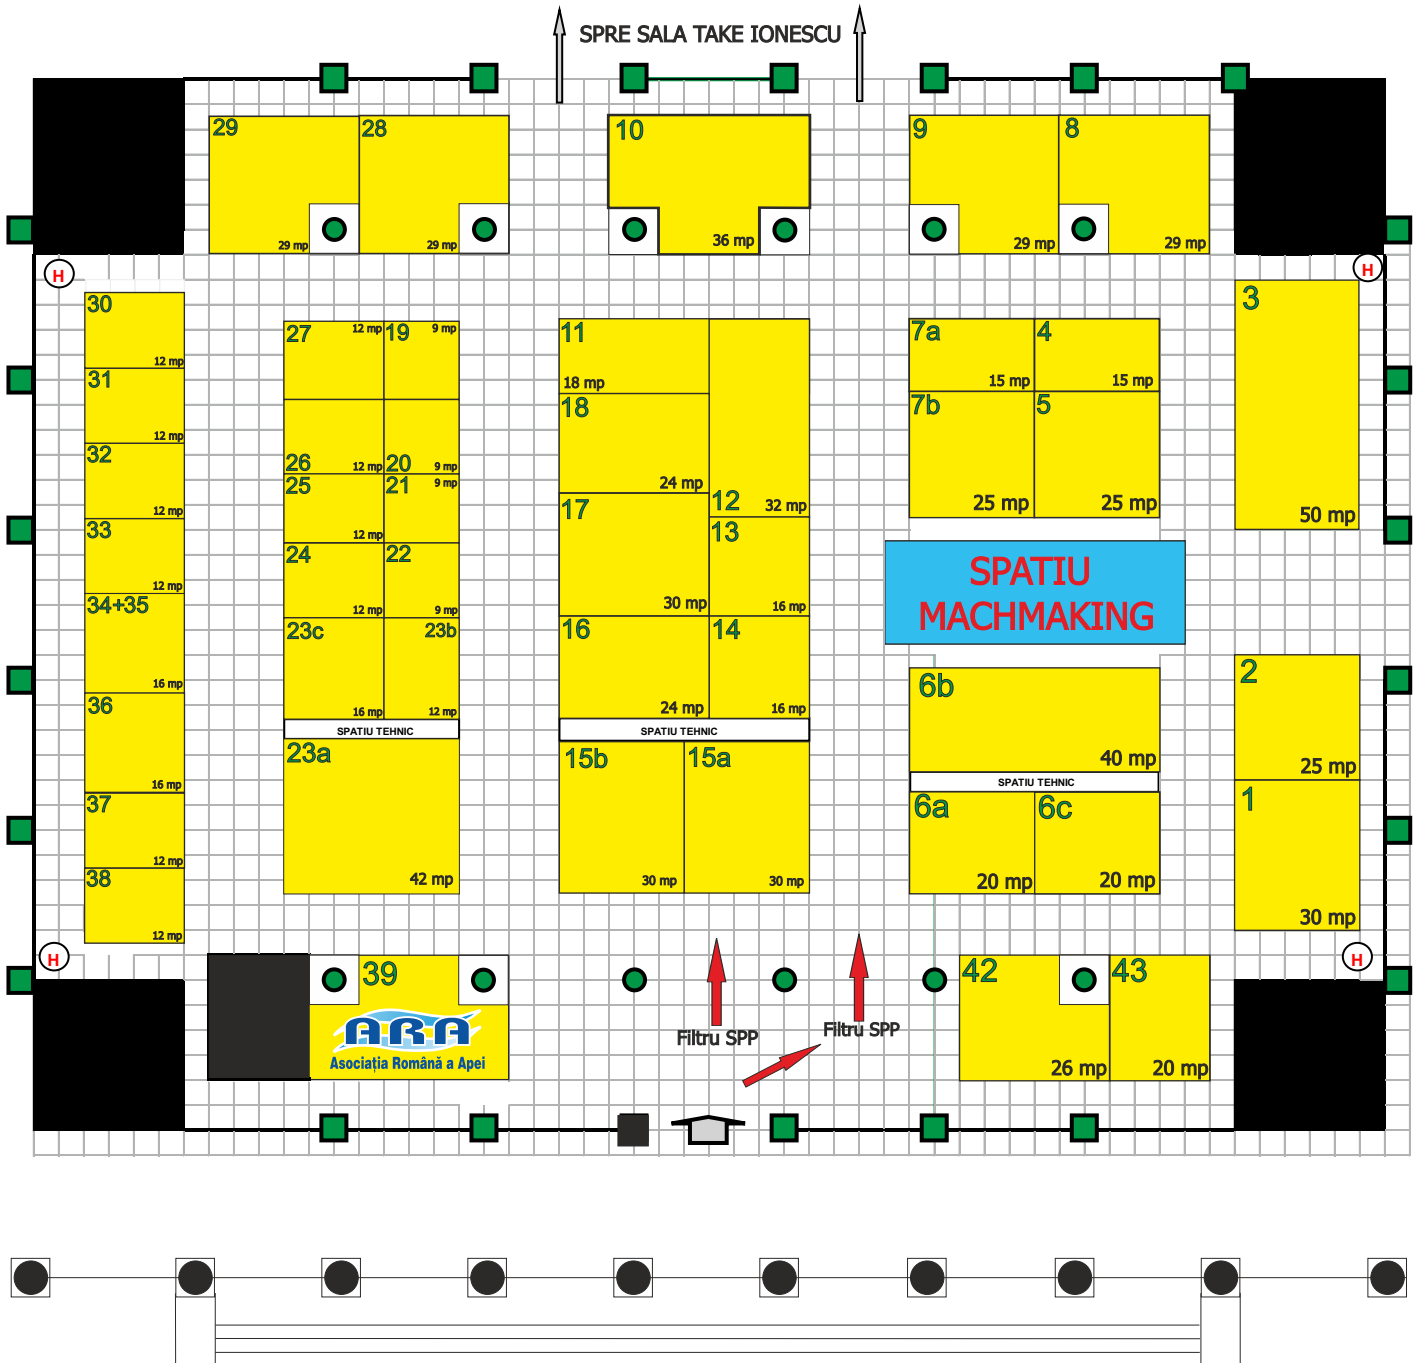 SPRE SALA TAKE IONESCU
29
29 mp
28
29 mp
10
36 mp
9
29 mp
8
29 mp
H
H
30
12 mp
31
12 mp
32
12 mp
33
12 mp
34+35
16 mp
36
16 mp
37
12 mp
38
12 mp
27
12 mp
19
9 mp
26
12 mp
20
9 mp
25
12 mp
21
9 mp
24
12 mp
22
9 mp
23c
16 mp
23b
12 mp
SPATIU TEHNIC
23a
42 mp
11
18 mp
18
24 mp
12
32 mp
17
30 mp
13
16 mp
16
24 mp
14
16 mp
SPATIU TEHNIC
15b
30 mp
15a
30 mp
7a
15 mp
4
15 mp
7b
25 mp
5
25 mp
3
50 mp
SPATIU
MACHMAKING
6b
40 mp
SPATIU TEHNIC
6a
20 mp
6c
20 mp
2
25 mp
1
30 mp
H
H
39
ARA
Asociația Română a Apei
Filtru SPP
Filtru SPP
42
26 mp
43
20 mp